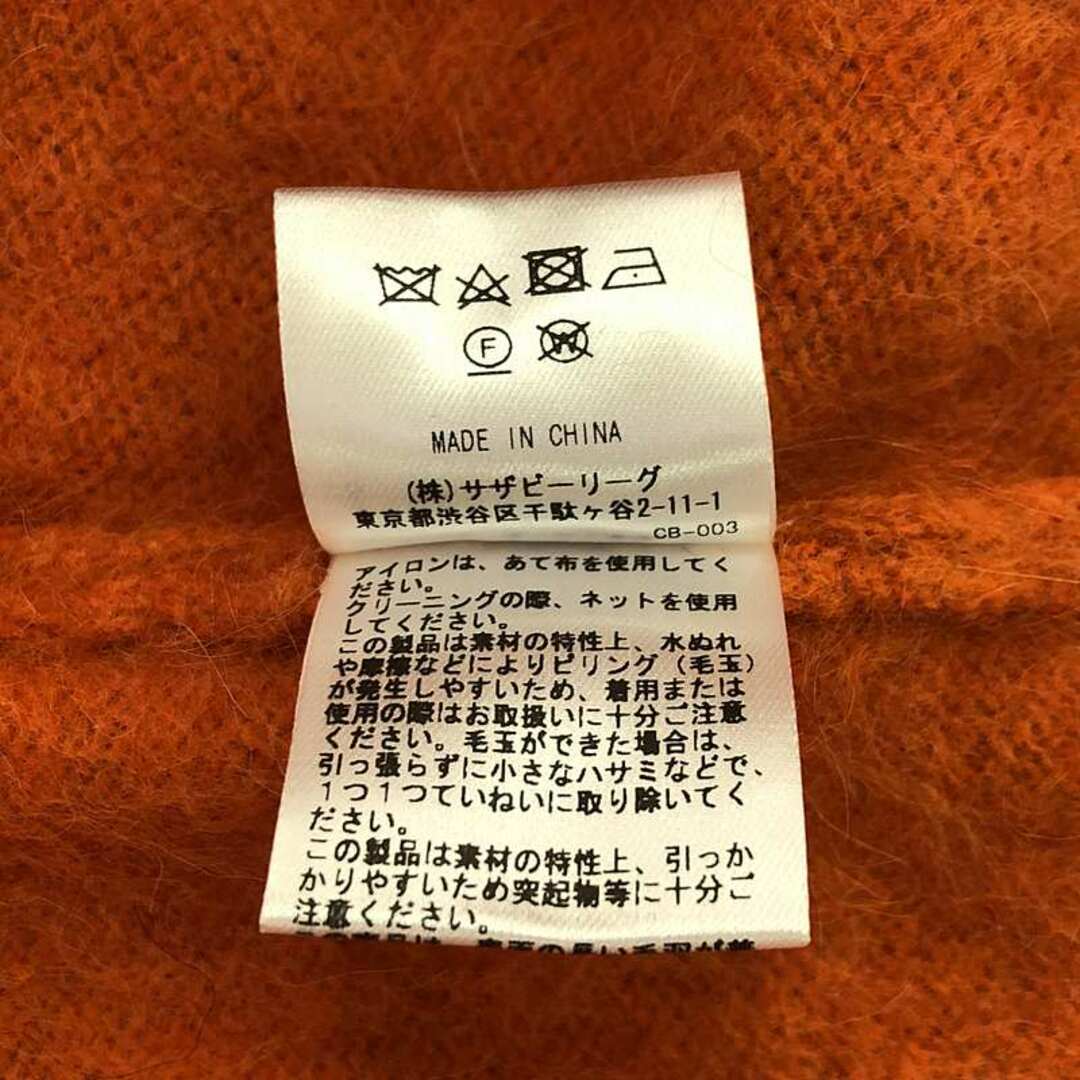 F
W
MADE IN CHINA
(株)サザビーリーグ
東京都渋谷区千駄ヶ谷2-11-1
CB-003
アイロンは、あて布を使用してく
ださい。
クリーニングの際、ネットを使用
してください。
この製品は素材の特性上、水ぬれ
や摩擦などによりピリング(毛玉)
が発生しやすいため、着用または
使用の際はお取扱いに十分ご注意
ください。毛玉ができた場合は、
引っ張らずに小さなハサミなどで、
1つ1つていねいに取り除いてく
ださい。
この製品は素材の特性上、引っか
かりやすいため突起物等に十分ご
注意ください。